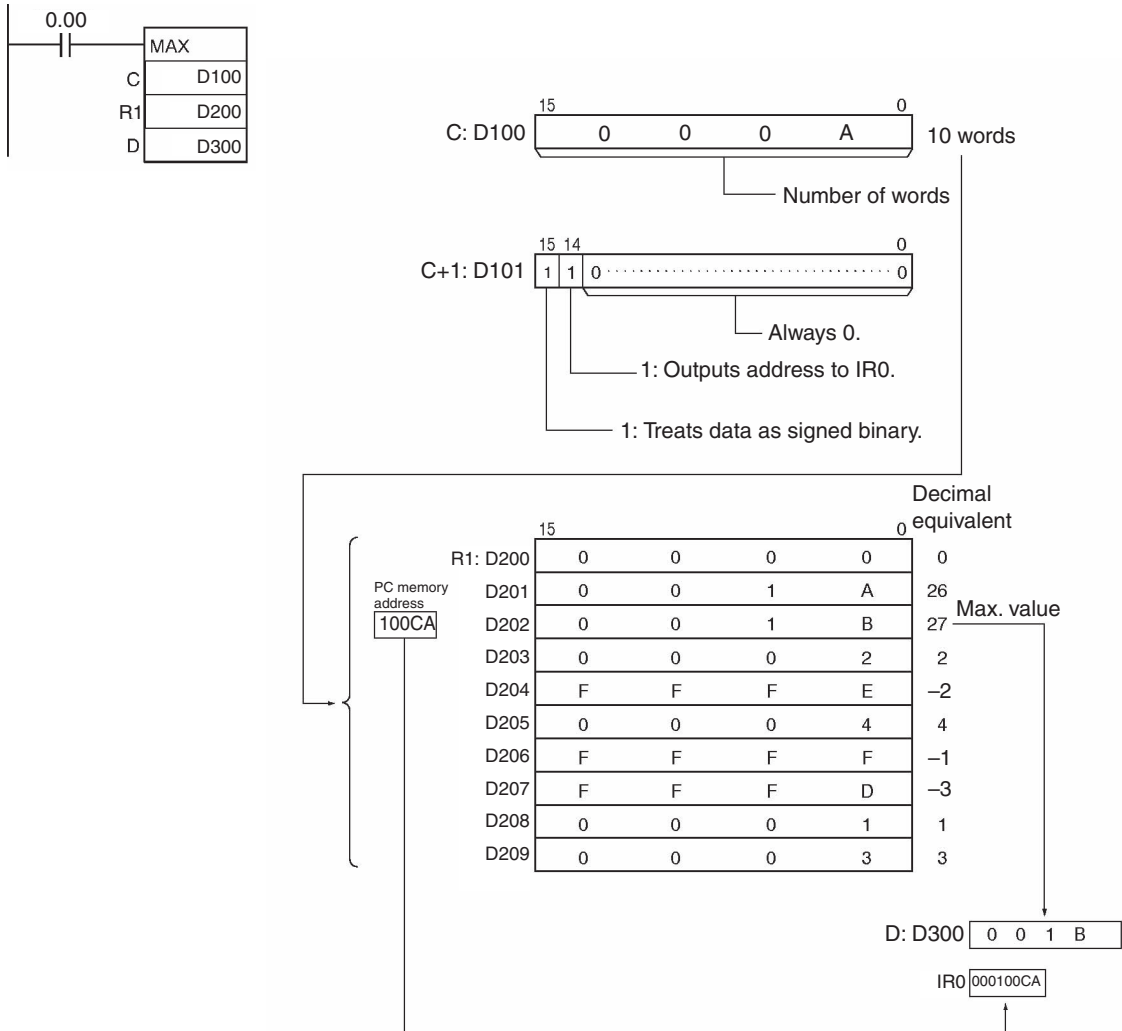 0.00
MAX
C D100
R1 D200
D D300
15 0
C: D100 0 0 0 A 10 words
Number of words
15 14 0
C+1: D101 1 1 0 0
Always 0.
1: Outputs address to IR0.
1: Treats data as signed binary.
Decimal
equivalent
15 0
R1: D200 0 0 0 0 0
PC memory
address
100CA
D201 0 0 1 A 26
Max. value
D202 0 0 1 B 27
D203 0 0 0 2 2
D204 F F F E –2
D205 0 0 0 4 4
D206 F F F F –1
D207 F F F D –3
D208 0 0 0 1 1
D209 0 0 0 3 3
D: D300 0 0 1 B
IR0 000100CA